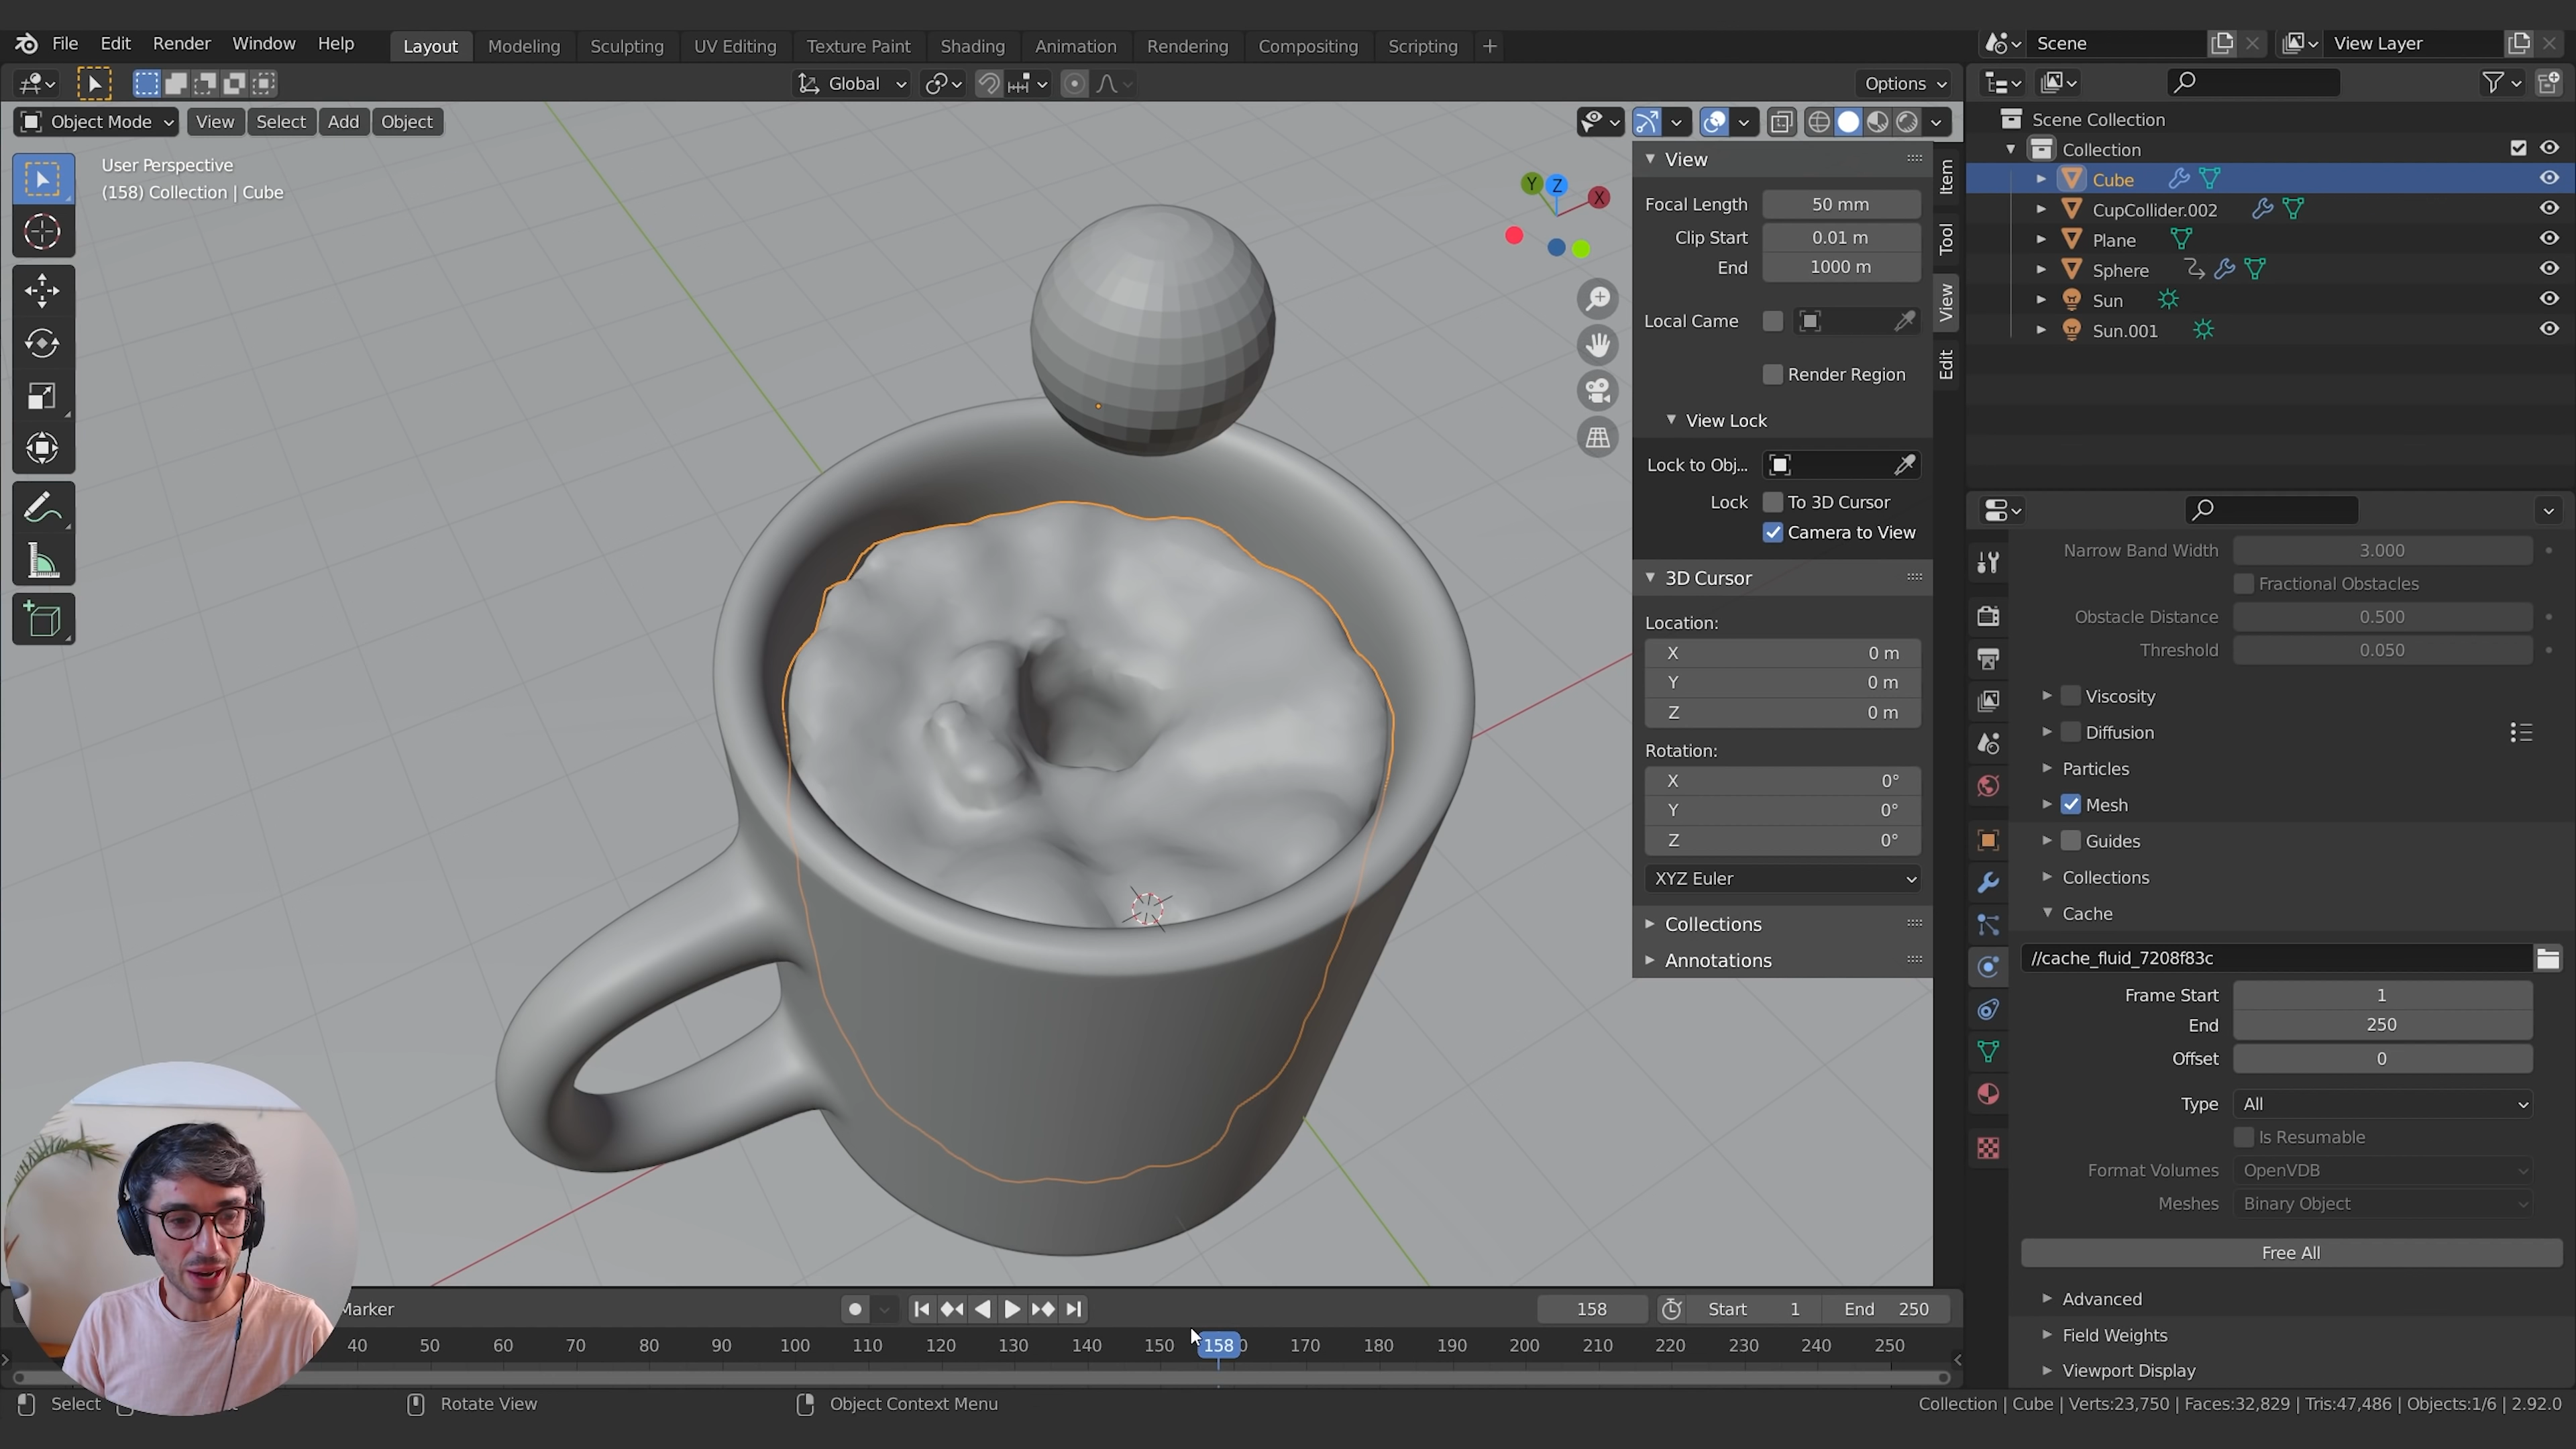 File Edit Render Window Help Layout Modeling Sculpting UV Editing Texture Paint Shading Animation Rendering Compositing Scripting + Scene View Layer
Global Options
Object Mode View Select Add Object
User Perspective
(158) Collection | Cube
Y Z X
View
Focal Length 50 mm
Clip Start 0.01 m
End 1000 m
Local Came
Render Region
View Lock
Lock to Obj...
Lock To 3D Cursor
Camera to View
3D Cursor
Location:
X 0 m
Y 0 m
Z 0 m
Rotation:
X 0°
Y 0°
Z 0°
XYZ Euler
Collections
Annotations
Item
Tool
View
Edit
Scene Collection
Collection
Cube
CupCollider.002
Plane
Sphere
Sun
Sun.001
Narrow Band Width 3.000
Fractional Obstacles
Obstacle Distance 0.500
Threshold 0.050
Viscosity
Diffusion
Particles
Mesh
Guides
Collections
Cache
//cache_fluid_7208f83c
Frame Start 1
End 250
Offset 0
Type All
Is Resumable
Format Volumes OpenVDB
Meshes Binary Object
Free All
Advanced
Field Weights
Viewport Display
Marker 158 Start 1 End 250
40 50 60 70 80 90 100 110 120 130 140 150 158 170 180 190 200 210 220 230 240 250
Select Rotate View Object Context Menu Collection | Cube | Verts:23,750 | Faces:32,829 | Tris:47,486 | Objects:1/6 | 2.92.0